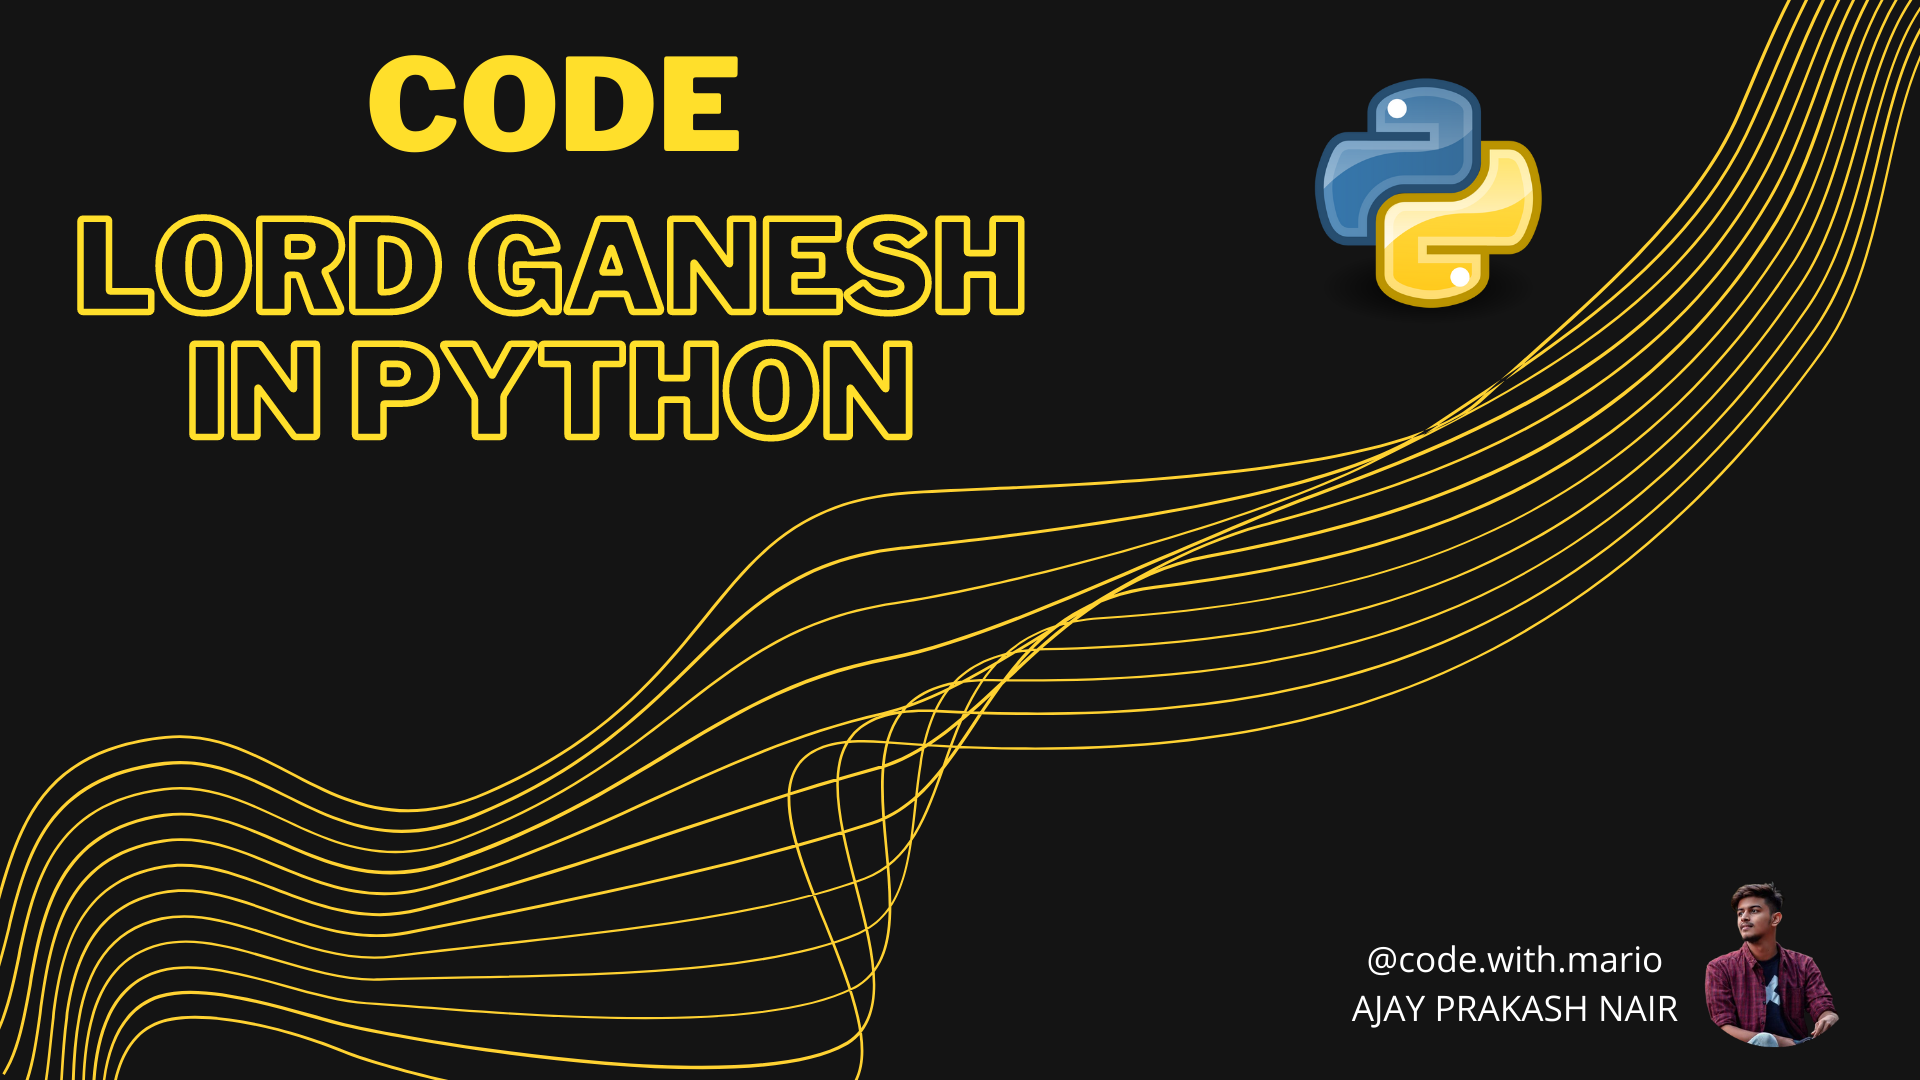 CODE
LORD GANESH
IN PYTHON
@code.with.mario
AJAY PRAKASH NAIR